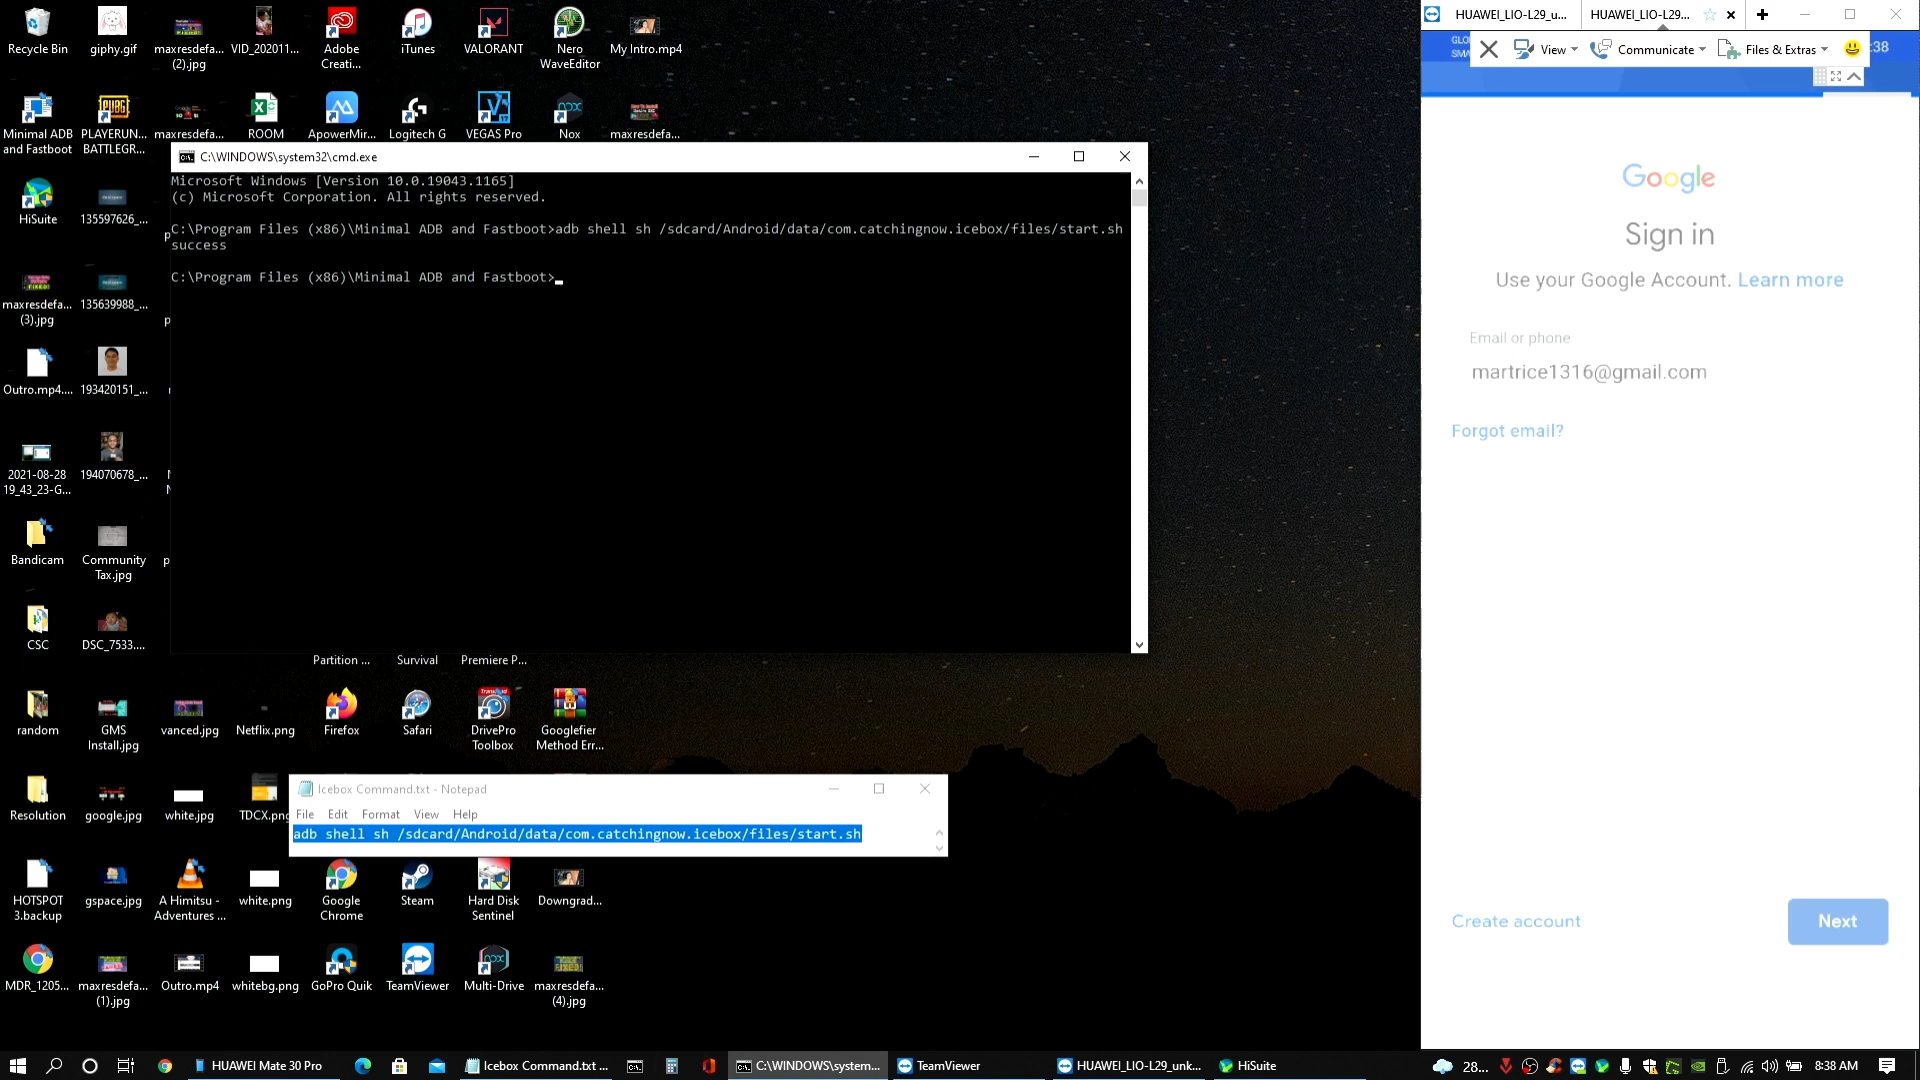 Recycle Bin
giphy.gif
maxresdefa...
(2).jpg
VID_202011...
Adobe
Creati...
iTunes
VALORANT
Nero
WaveEditor
My Intro.mp4
Minimal ADB
and Fastboot
PLAYERUN...
BATTLEGR...
maxresdefa...
ROOM
ApowerMir...
Logitech G
VEGAS Pro
Nox
maxresdefa...
HiSuite
135597626_...
maxresdefa...
(3).jpg
135639988_...
Outro.mp4....
193420151_...
2021-08-28
19_43_23-G...
194070678_...
Bandicam
Community
Tax.jpg
CSC
DSC_7533....
C:\WINDOWS\system32\cmd.exe
Microsoft Windows [Version 10.0.19043.1165]
(c) Microsoft Corporation. All rights reserved.
C:\Program Files (x86)\Minimal ADB and Fastboot>adb shell sh /sdcard/Android/data/com.catchingnow.icebox/files/start.sh
success
C:\Program Files (x86)\Minimal ADB and Fastboot>
Partition ...
Survival
Premiere P...
random
GMS
Install.jpg
vanced.jpg
Netflix.png
Firefox
Safari
DrivePro
Toolbox
Googlefier
Method Err...
Resolution
google.jpg
white.jpg
TDCX.png
Icebox Command.txt - Notepad
File Edit Format View Help
adb shell sh /sdcard/Android/data/com.catchingnow.icebox/files/start.sh
HOTSPOT
3.backup
gspace.jpg
A Himitsu -
Adventures ...
white.png
Google
Chrome
Steam
Hard Disk
Sentinel
Downgrad...
MDR_1205...
maxresdefa...
(1).jpg
Outro.mp4
whitebg.png
GoPro Quik
TeamViewer
Multi-Drive
maxresdefa...
(4).jpg
HUAWEI_LIO-L29_u...
HUAWEI_LIO-L29...
GLO
SMA
View
Communicate
Files & Extras
:38
Google
Sign in
Use your Google Account. Learn more
Email or phone
martrice1316@gmail.com
Forgot email?
Create account
Next
HUAWEI Mate 30 Pro
Icebox Command.txt ...
C:\WINDOWS\system...
TeamViewer
HUAWEI_LIO-L29_unk...
HiSuite
28...
8:38 AM